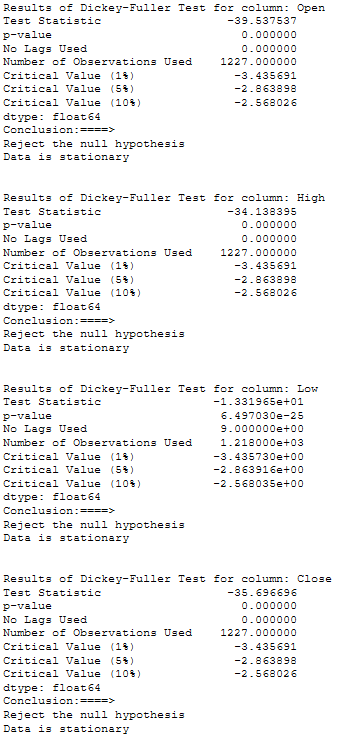 Results of Dickey-Fuller Test for column: Open
Test Statistic -39.537537
p-value 0.000000
No Lags Used 0.000000
Number of Observations Used 1227.000000
Critical Value (1%) -3.435691
Critical Value (5%) -2.863898
Critical Value (10%) -2.568026
dtype: float64
Conclusion:====>
Reject the null hypothesis
Data is stationary
Results of Dickey-Fuller Test for column: High
Test Statistic -34.138395
p-value 0.000000
No Lags Used 0.000000
Number of Observations Used 1227.000000
Critical Value (1%) -3.435691
Critical Value (5%) -2.863898
Critical Value (10%) -2.568026
dtype: float64
Conclusion:====>
Reject the null hypothesis
Data is stationary
Results of Dickey-Fuller Test for column: Low
Test Statistic -1.331965e+01
p-value 6.497030e-25
No Lags Used 9.000000e+00
Number of Observations Used 1.218000e+03
Critical Value (1%) -3.435730e+00
Critical Value (5%) -2.863916e+00
Critical Value (10%) -2.568035e+00
dtype: float64
Conclusion:====>
Reject the null hypothesis
Data is stationary
Results of Dickey-Fuller Test for column: Close
Test Statistic -35.696696
p-value 0.000000
No Lags Used 0.000000
Number of Observations Used 1227.000000
Critical Value (1%) -3.435691
Critical Value (5%) -2.863898
Critical Value (10%) -2.568026
dtype: float64
Conclusion:====>
Reject the null hypothesis
Data is stationary